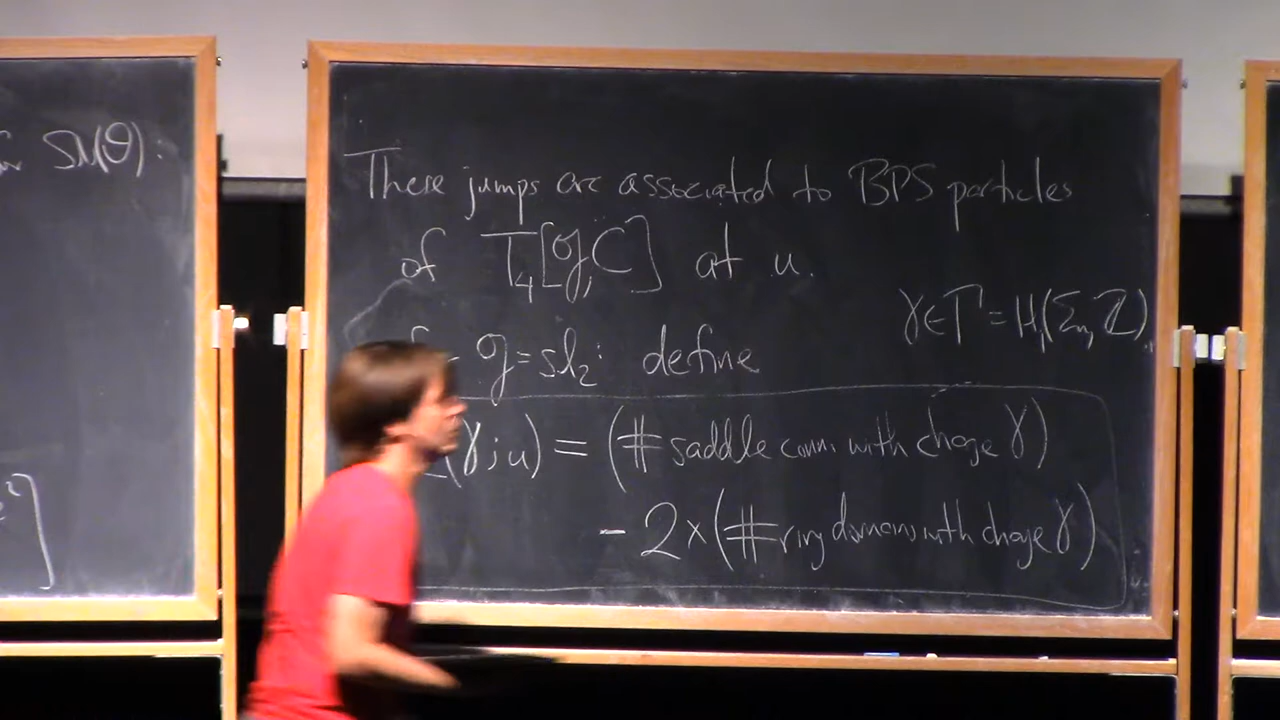 SN(ϑ):
These jumps are associated to BPS particles
of T₄[𝔤,C] at u.
γ∈Γ = H₁(Σᵤ, ℤ)
𝔤=sl₂: define
(γ;u) = (# saddle conn. with charge γ)
- 2×(# ring domains with charge γ)